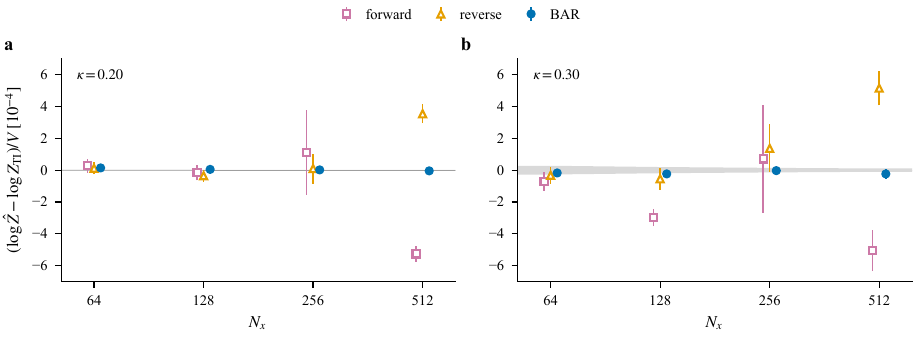 forward reverse BAR
a
b
κ = 0.20
κ = 0.30
(log Ẑ − log Z_TI)/V [10⁻⁴]
6
4
2
0
−2
−4
−6
6
4
2
0
−2
−4
−6
64 128 256 512
64 128 256 512
N_x
N_x